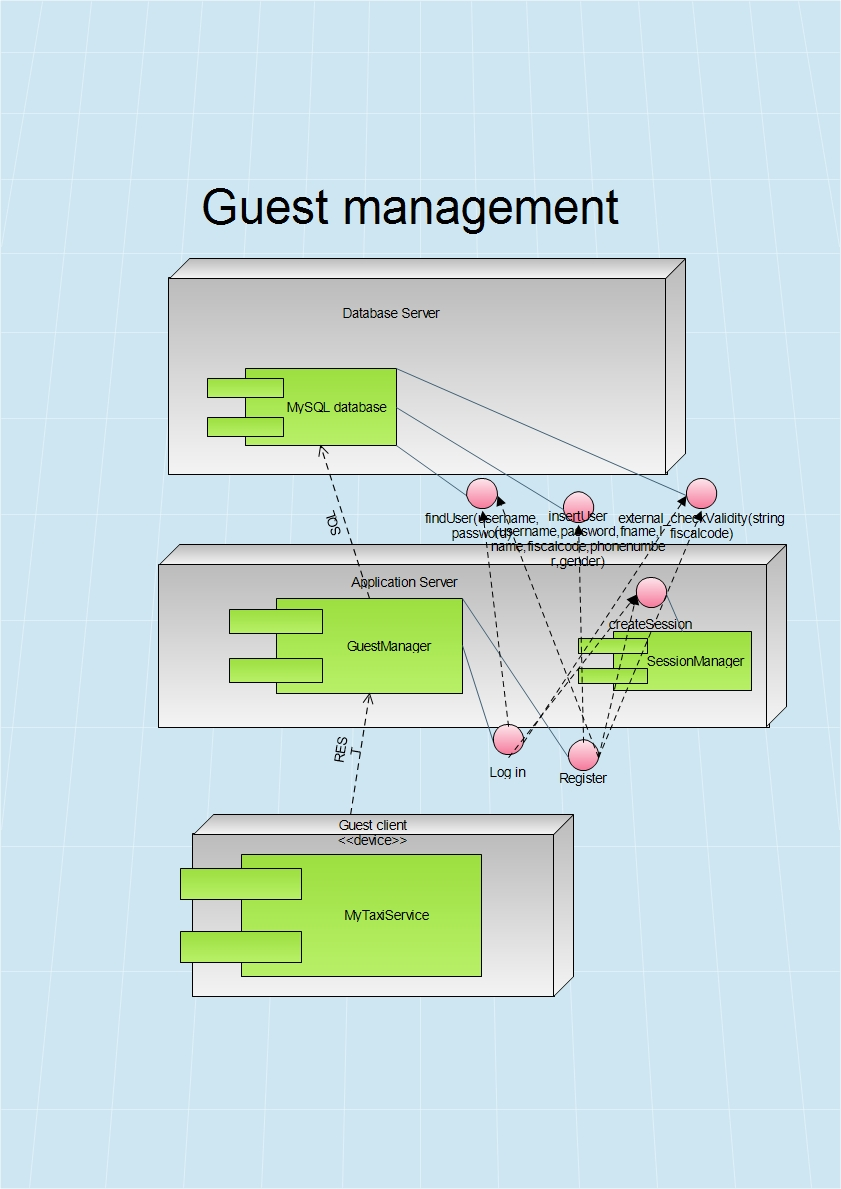 Guest management
Database Server
MySQL database
SQL
findUser(username,
password)
insertUser
(username,password,fname,l
name,fiscalcode,phonenumbe
r,gender)
external_checkValidity(string
fiscalcode)
Application Server
GuestManager
createSession
SessionManager
RES
T
Log in
Register
Guest client
<<device>>
MyTaxiService